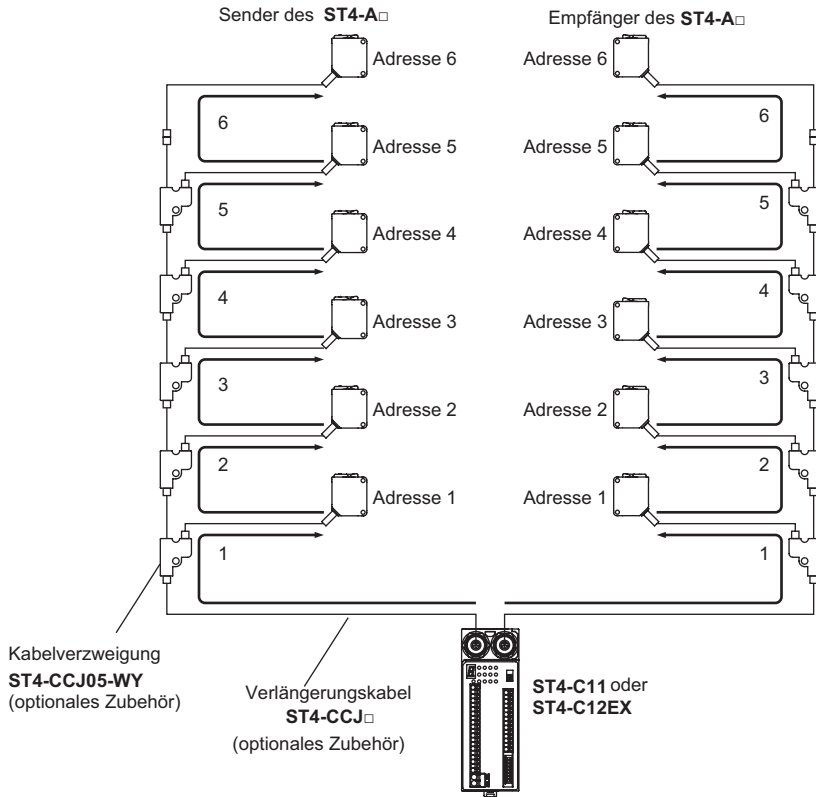 Sender des ST4-A□
Empfänger des ST4-A□
Adresse 6
Adresse 6
6
6
Adresse 5
Adresse 5
5
5
Adresse 4
Adresse 4
4
4
Adresse 3
Adresse 3
3
3
Adresse 2
Adresse 2
2
2
Adresse 1
Adresse 1
1
1
Kabelverzweigung
ST4-CCJ05-WY
(optionales Zubehör)
Verlängerungskabel
ST4-CCJ□
(optionales Zubehör)
ST4-C11 oder
ST4-C12EX